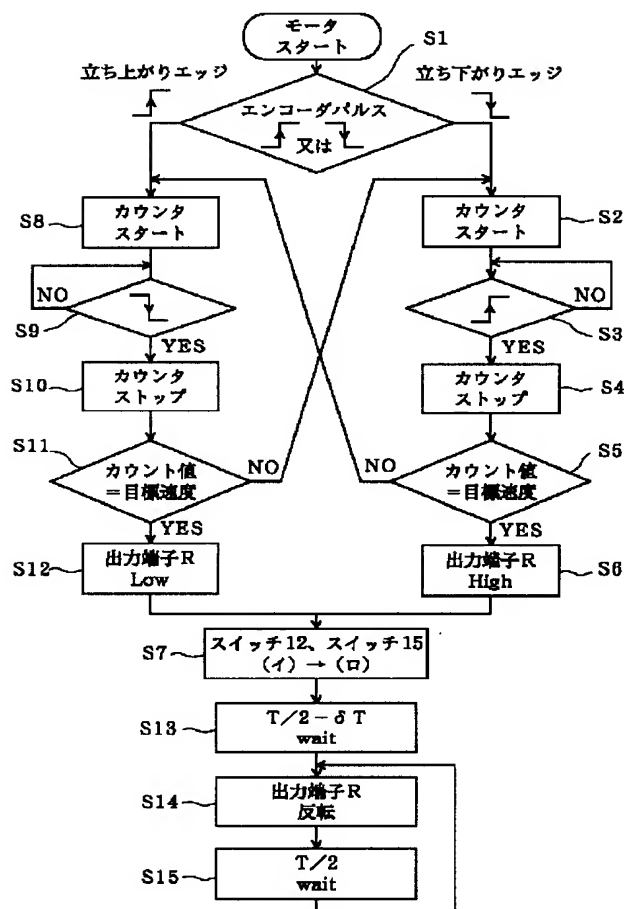 モータ
スタート
S1
立ち上がりエッジ
立ち下がりエッジ
エンコーダパルス
又は
S8
カウンタ
スタート
カウンタ
スタート
S2
NO
NO
S9
S3
YES
YES
S10
カウンタ
ストップ
カウンタ
ストップ
S4
S11
カウント値
=目標速度
NO
NO
カウント値
=目標速度
S5
YES
YES
S12
出力端子R
Low
出力端子R
High
S6
S7
スイッチ12、スイッチ15
(イ)→(ロ)
S13
T/2-δT
wait
S14
出力端子R
反転
S15
T/2
wait